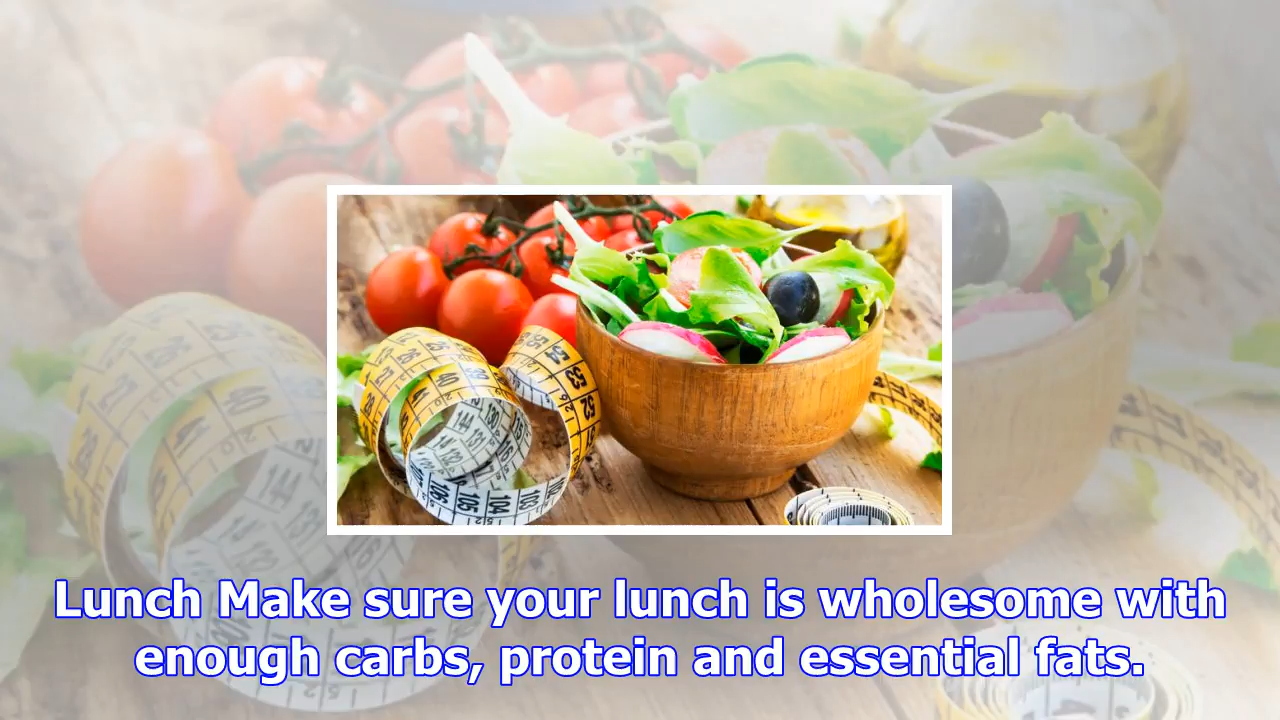 Lunch Make sure your lunch is wholesome with
enough carbs, protein and essential fats.